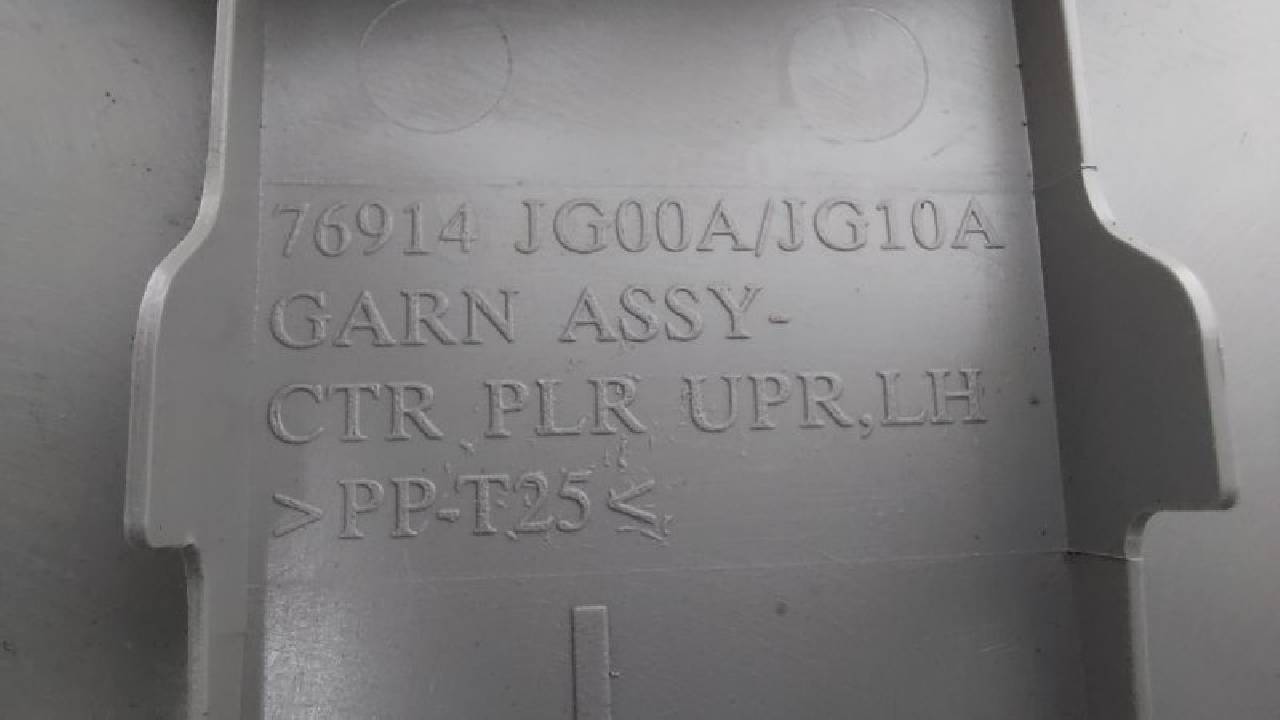 76914 JG00A/JG10A
GARN ASSY-
CTR PLR UPR,LH
>PP-T25<